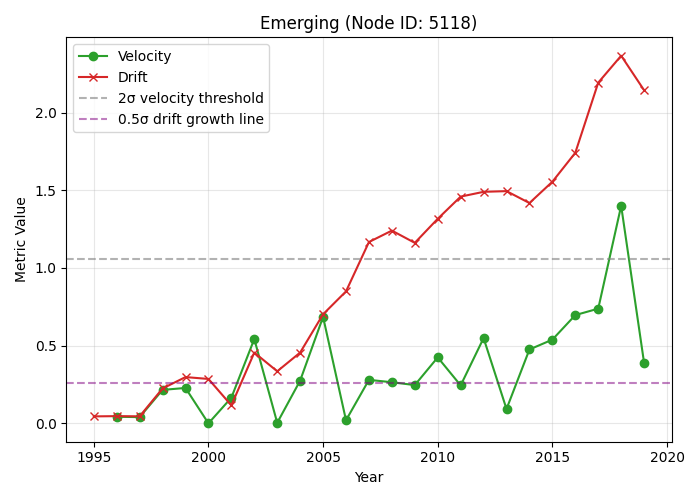 Emerging (Node ID: 5118)
Velocity
Drift
2σ velocity threshold
0.5σ drift growth line
Metric Value
2.0
1.5
1.0
0.5
0.0
1995 2000 2005 2010 2015 2020
Year